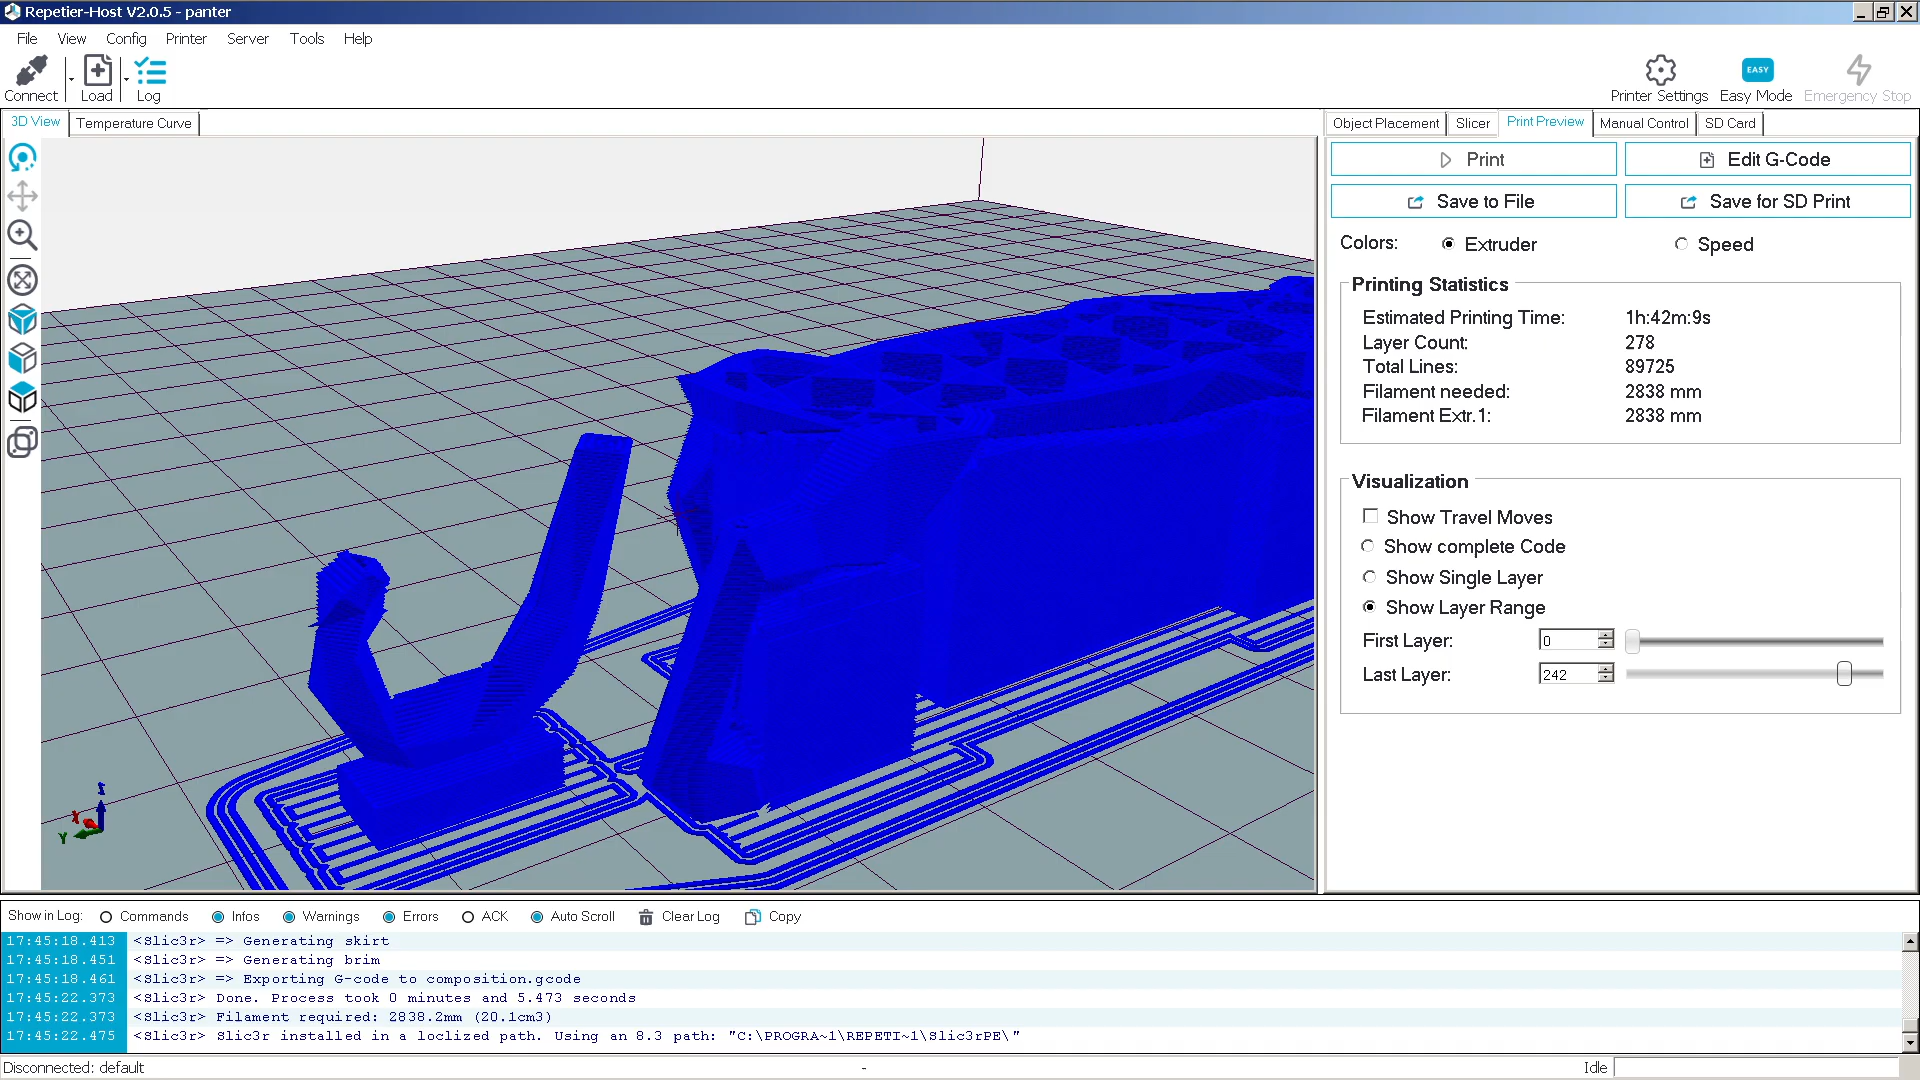 Repetier-Host V2.0.5 - panter
File View Config Printer Server Tools Help
Connect Load Log Printer Settings EASY Easy Mode Emergency Stop
3D View Temperature Curve Object Placement Slicer Print Preview Manual Control SD Card
Print Edit G-Code
Save to File Save for SD Print
Colors: Extruder Speed
Printing Statistics
Estimated Printing Time: 1h:42m:9s
Layer Count: 278
Total Lines: 89725
Filament needed: 2838 mm
Filament Extr.1: 2838 mm
Visualization
Show Travel Moves
Show complete Code
Show Single Layer
Show Layer Range
First Layer: 0
Last Layer: 242
Z
X
Y
Show in Log: Commands Infos Warnings Errors ACK Auto Scroll Clear Log Copy
17:45:18.413 <Slic3r> => Generating skirt
17:45:18.451 <Slic3r> => Generating brim
17:45:18.461 <Slic3r> => Exporting G-code to composition.gcode
17:45:22.373 <Slic3r> Done. Process took 0 minutes and 5.473 seconds
17:45:22.373 <Slic3r> Filament required: 2838.2mm (20.1cm3)
17:45:22.475 <Slic3r> Slic3r installed in a loclized path. Using an 8.3 path: "C:\PROGRA~1\REPETI~1\Slic3rPE\"
Disconnected: default - Idle